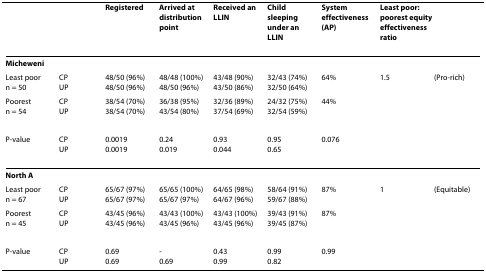 Registered Arrived at Received an Child System Least poor:
distribution LLIN sleeping effectiveness poorest equity
point under an (AP) effectiveness
LLIN ratio
Micheweni
Least poor CP 48/50 (96%) 48/48 (100%) 43/48 (90%) 32/43 (74%) 64% 1.5 (Pro-rich)
n = 50 UP 48/50 (96%) 48/50 (96%) 43/50 (86%) 32/50 (64%)
Poorest CP 38/54 (70%) 36/38 (95%) 32/36 (89%) 24/32 (75%) 44%
n = 54 UP 38/54 (70%) 43/54 (80%) 37/54 (69%) 32/54 (59%)
P-value CP 0.0019 0.24 0.93 0.95 0.076
UP 0.0019 0.019 0.044 0.65
North A
Least poor CP 65/67 (97%) 65/65 (100%) 64/65 (98%) 58/64 (91%) 87% 1 (Equitable)
n = 67 UP 65/67 (97%) 65/67 (97%) 64/67 (96%) 59/67 (88%)
Poorest CP 43/45 (96%) 43/43 (100%) 43/43 (100%) 39/43 (91%) 87%
n = 45 UP 43/45 (96%) 43/45 (96%) 43/45 (96%) 39/45 (87%)
P-value CP 0.69 - 0.43 0.99 0.99
UP 0.69 0.69 0.99 0.82